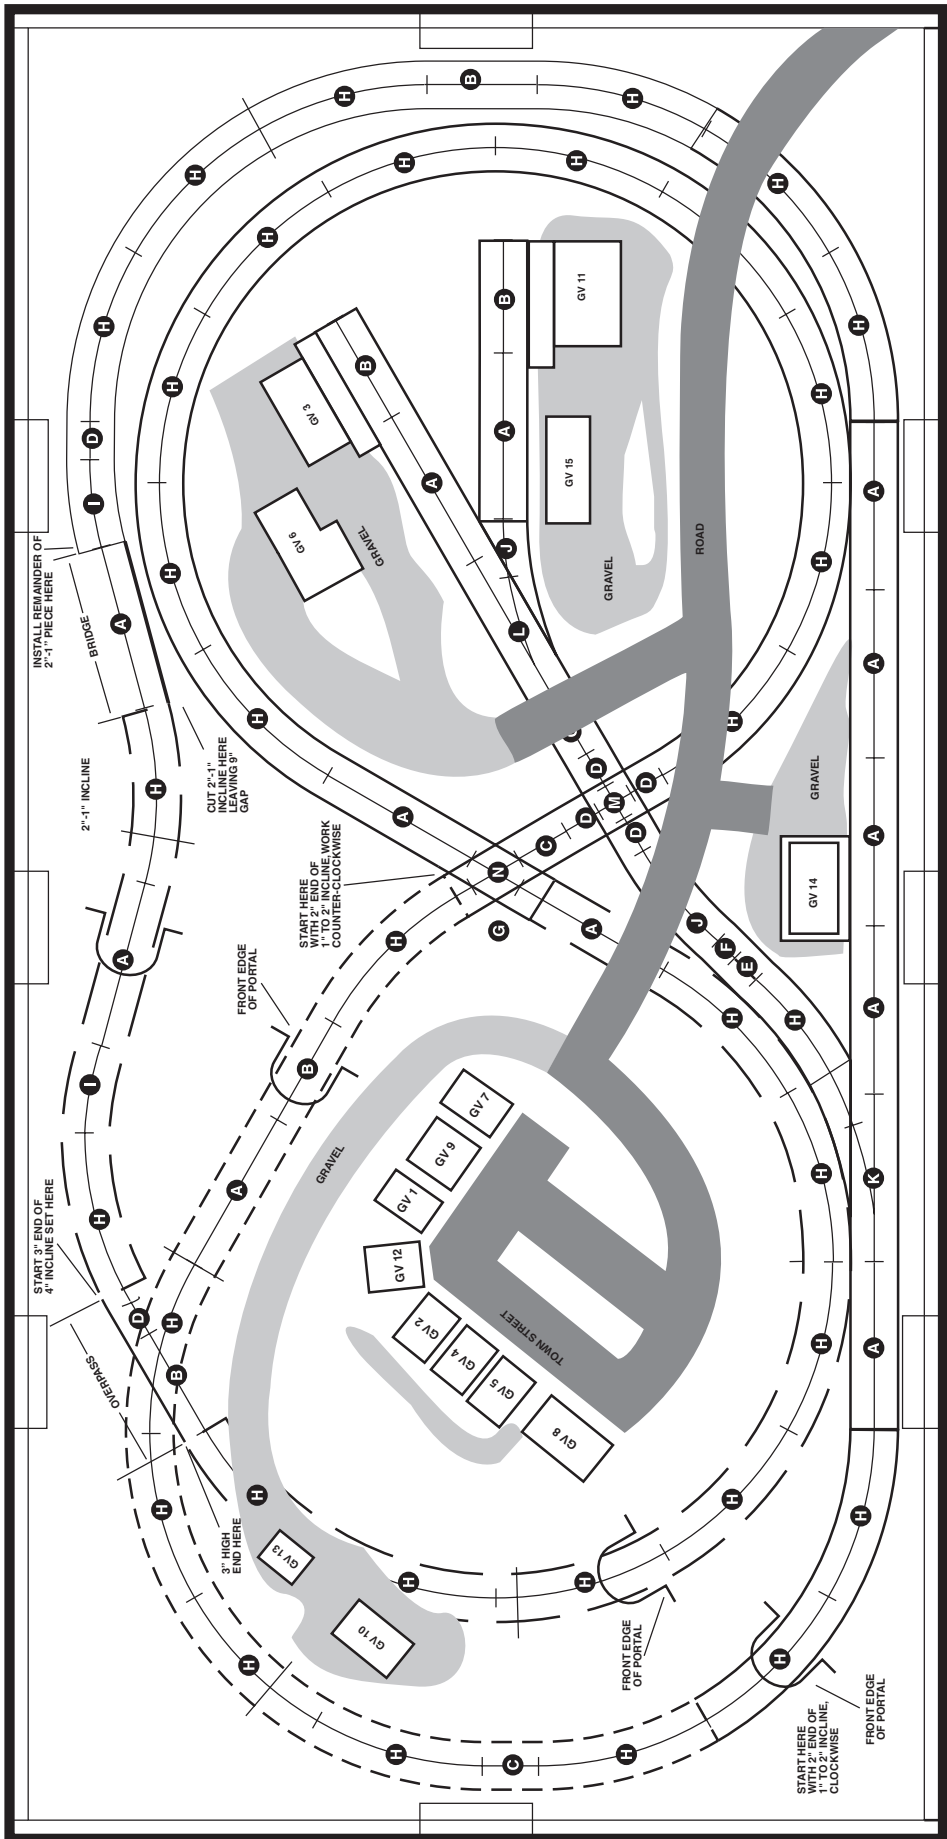 B
H
H
H
H
H
H
H
B
GV 11
H
H
B
H
H
GV 3
A
D
GV 15
A
A
I
ROAD
GV 6
GRAVEL
J
H
H
GRAVEL
INSTALL REMAINDER OF
2"-1" PIECE HERE
A
L
BRIDGE
A
H
H
D
GRAVEL
D
H
CUT 2"-1"
INCLINE HERE
LEAVING 9"
GAP
2"-1" INCLINE
M
A
D
D
A
C
N
START HERE
WITH 2" END OF
1" TO 2" INCLINE, WORK
COUNTER-CLOCKWISE
GV 14
J
A
G
H
F
A
E
FRONT EDGE
OF PORTAL
A
H
H
B
I
GV 7
GV 9
GRAVEL
H
K
A
GV 1
H
START 3" END OF
4" INCLINE SET HERE
GV 12
D
H
GV 2
TOWN STREET
H
A
GV 4
B
GV 5
OVERPASS
GV 8
H
H
H
H
3" HIGH
END HERE
GV 13
H
H
GV 10
FRONT EDGE
OF PORTAL
H
H
FRONT EDGE
OF PORTAL
START HERE
WITH 2" END OF
1" TO 2" INCLINE,
CLOCKWISE
H
H
C